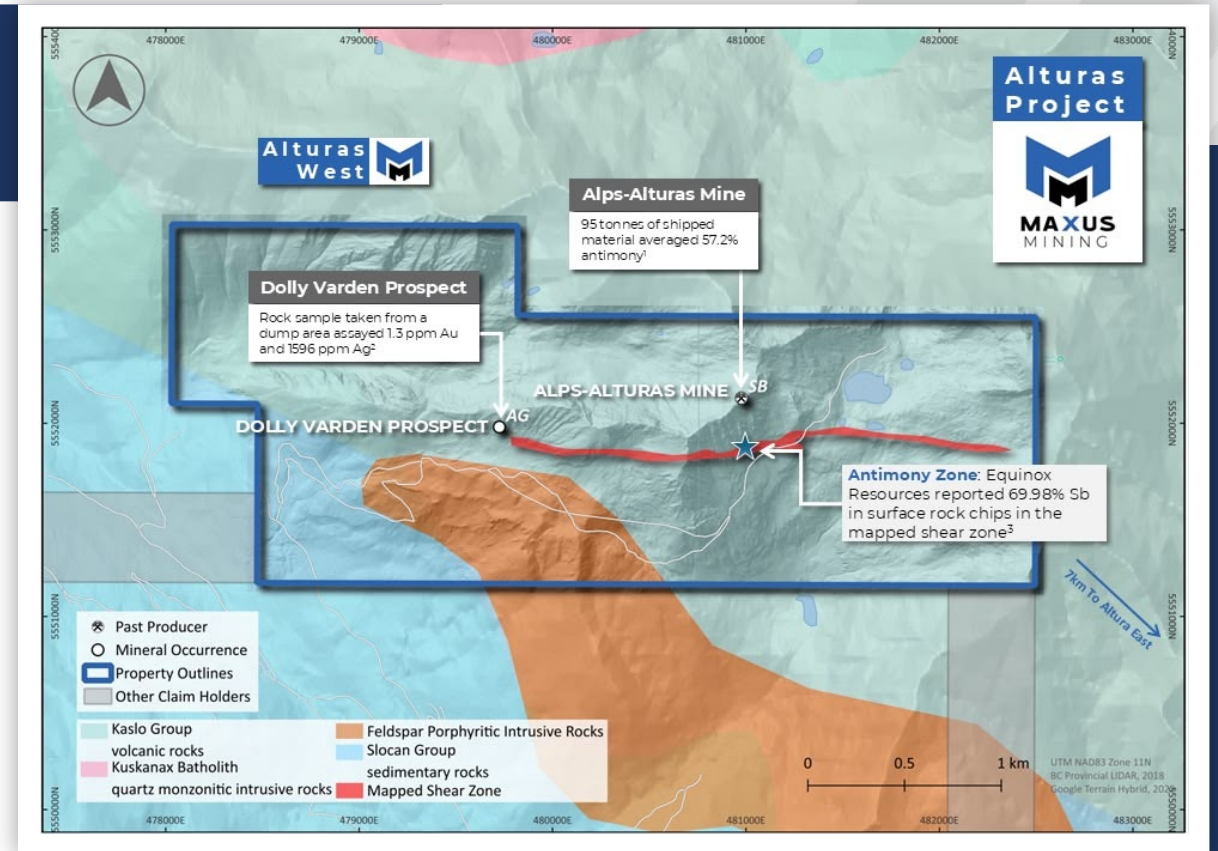 478000E
479000E
480000E
481000E
482000E
483000E
5554000N
5553000N
5553000N
5552000N
5552000N
5551000N
5551000N
5550000N
5550000N
Alturas
Project
MAXUS
MINING
Alturas
West
Alps-Alturas Mine
95 tonnes of shipped
material averaged 57.2%
antimony¹
Dolly Varden Prospect
Rock sample taken from a
dump area assayed 1.3 ppm Au
and 1596 ppm Ag²
ALPS-ALTURAS MINE
SB
DOLLY VARDEN PROSPECT
AG
Antimony Zone: Equinox
Resources reported 69.98% Sb
in surface rock chips in the
mapped shear zone³
7km To Altura East
Past Producer
Mineral Occurrence
Property Outlines
Other Claim Holders
Kaslo Group
volcanic rocks
Kuskanax Batholith
quartz monzonitic intrusive rocks
Feldspar Porphyritic Intrusive Rocks
Slocan Group
sedimentary rocks
Mapped Shear Zone
0 0.5 1 km
UTM NAD83 Zone 11N
BC Provincial LIDAR, 2018
Google Terrain Hybrid,
478000E
479000E
480000E
481000E
482000E
483000E